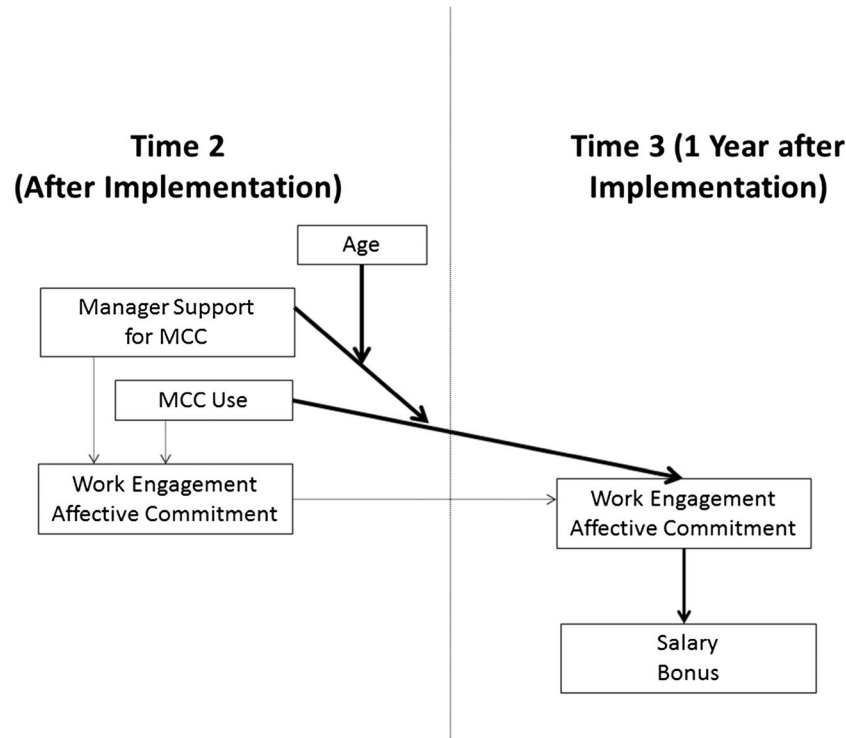 Time 2
(After Implementation)
Time 3 (1 Year after
Implementation)
Age
Manager Support
for MCC
MCC Use
Work Engagement
Affective Commitment
Work Engagement
Affective Commitment
Salary
Bonus